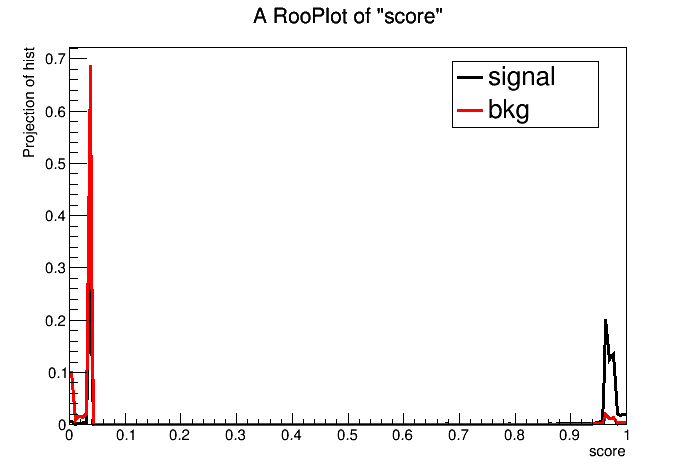 A RooPlot of "score"
Projection of hist
0.7
0.6
0.5
0.4
0.3
0.2
0.1
0
signal
bkg
0 0.1 0.2 0.3 0.4 0.5 0.6 0.7 0.8 0.9 1
score